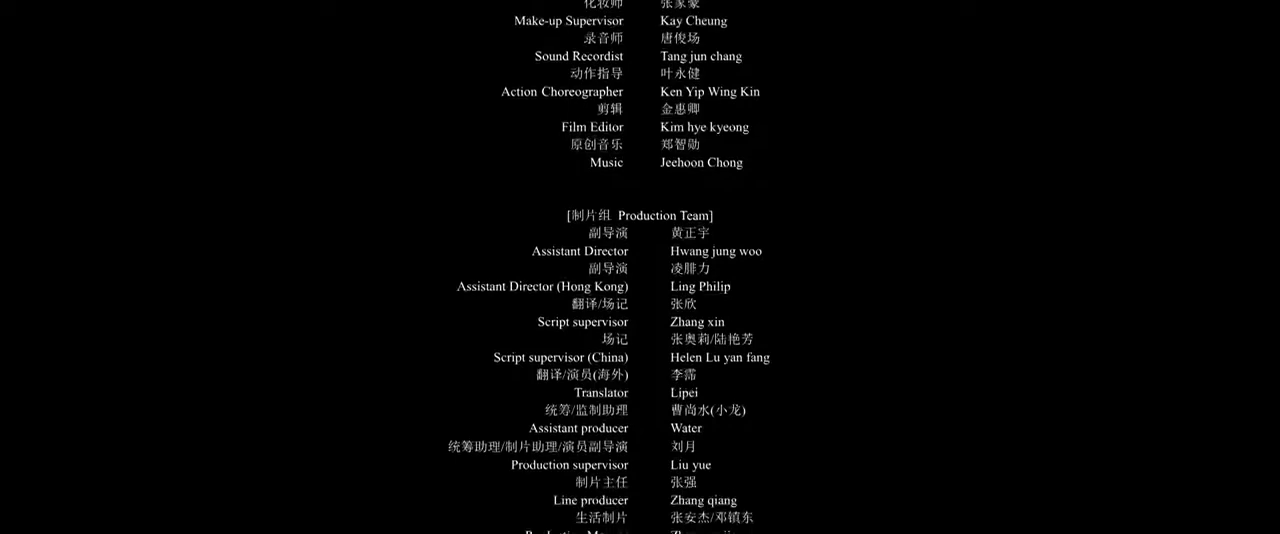 化妆师 张家豪
Make-up Supervisor Kay Cheung
录音师 唐俊场
Sound Recordist Tang jun chang
动作指导 叶永健
Action Choreographer Ken Yip Wing Kin
剪辑 金惠卿
Film Editor Kim hye kyeong
原创音乐 郑智勋
Music Jeehoon Chong
[制片组 Production Team]
副导演 黄正宇
Assistant Director Hwang jung woo
副导演 凌腓力
Assistant Director (Hong Kong) Ling Philip
翻译/场记 张欣
Script supervisor Zhang xin
场记 张奥莉/陆艳芳
Script supervisor (China) Helen Lu yan fang
翻译/演员(海外) 李霈
Translator Lipei
统筹/监制助理 曹尚水(小龙)
Assistant producer Water
统筹助理/制片助理/演员副导演 刘月
Production supervisor Liu yue
制片主任 张强
Line producer Zhang qiang
生活制片 张安杰/邓镇东